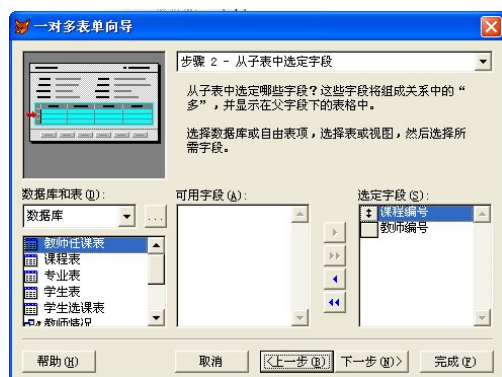 一对多表单向导
步骤 2 - 从子表中选定字段
从子表中选定哪些字段？这些字段将组成关系中的“
多”，并显示在父字段下的表格中。
选择数据库或自由表项，选择表或视图，然后选择所
需字段。
数据库和表(D)：
可用字段(A)：
选定字段(S)：
数据库
...
教师任课表
课程表
专业表
学生表
学生选课表
教师情况
课程编号
教师编号
帮助(H)
取消
<上一步(B)
下一步(N)>
完成(F)